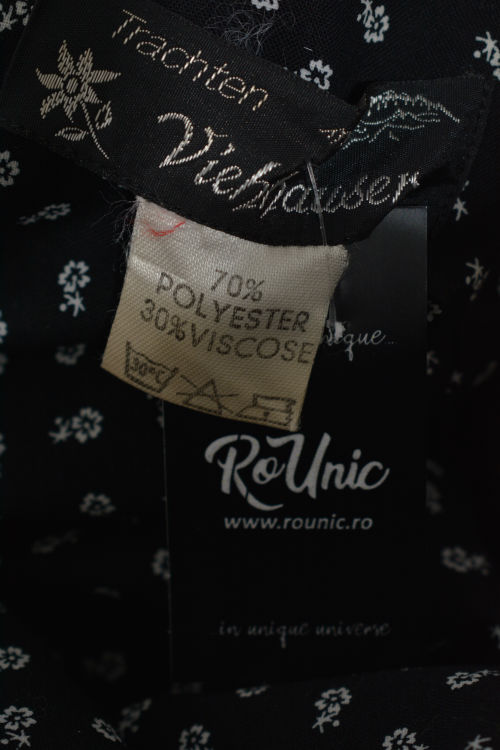 Trachten
Viehhauser
70%
POLYESTER
30%VISCOSE
30°C
RoUnic
www.rounic.ro
...in unique universe